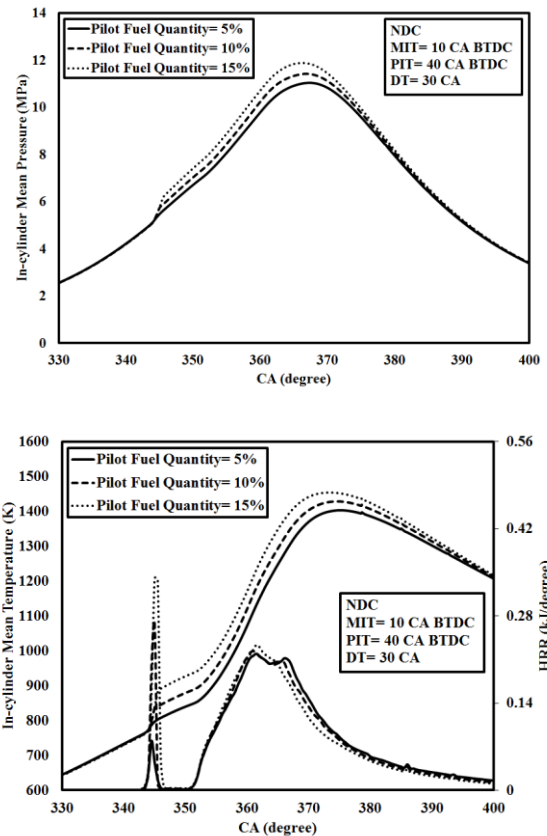 14
12
10
8
6
4
2
0
In-cylinder Mean Pressure (MPa)
Pilot Fuel Quantity= 5%
Pilot Fuel Quantity= 10%
Pilot Fuel Quantity= 15%
NDC
MIT= 10 CA BTDC
PIT= 40 CA BTDC
DT= 30 CA
330 340 350 360 370 380 390 400
CA (degree)
1600
1500
1400
1300
1200
1100
1000
900
800
700
600
In-cylinder Mean Temperature (K)
Pilot Fuel Quantity= 5%
Pilot Fuel Quantity= 10%
Pilot Fuel Quantity= 15%
NDC
MIT= 10 CA BTDC
PIT= 40 CA BTDC
DT= 30 CA
0.56
0.42
0.28
0.14
0
HRR (kJ/degree)
330 340 350 360 370 380 390 400
CA (degree)